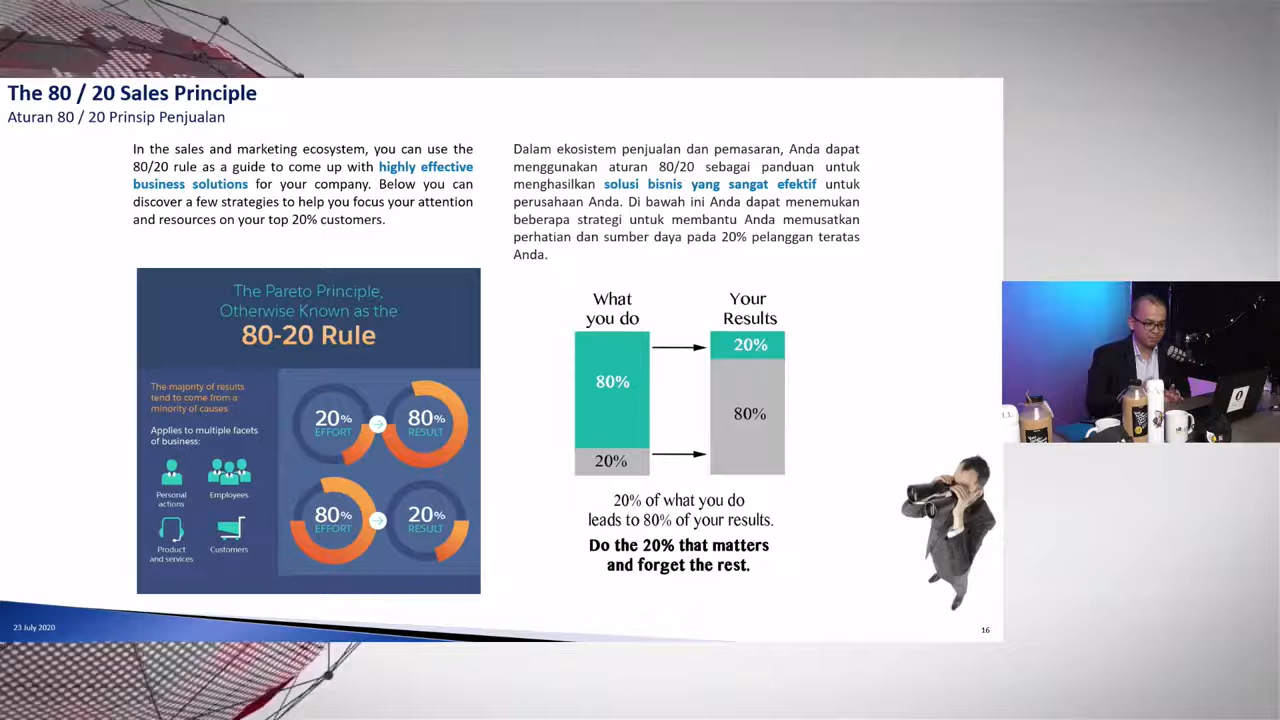 The 80 / 20 Sales Principle
Aturan 80 / 20 Prinsip Penjualan
In the sales and marketing ecosystem, you can use the
80/20 rule as a guide to come up with highly effective
business solutions for your company. Below you can
discover a few strategies to help you focus your attention
and resources on your top 20% customers.
Dalam ekosistem penjualan dan pemasaran, Anda dapat
menggunakan aturan 80/20 sebagai panduan untuk
menghasilkan solusi bisnis yang sangat efektif untuk
perusahaan Anda. Di bawah ini Anda dapat menemukan
beberapa strategi untuk membantu Anda memusatkan
perhatian dan sumber daya pada 20% pelanggan teratas
Anda.
The Pareto Principle,
Otherwise Known as the
80-20 Rule
The majority of results
tend to come from a
minority of causes.
Applies to multiple facets
of business:
Personal
actions
Employees
Product
and services
Customers
20%
EFFORT
80%
RESULT
80%
EFFORT
20%
RESULT
What
you do
Your
Results
80%
20%
20%
80%
20% of what you do
leads to 80% of your results.
Do the 20% that matters
and forget the rest.
23 July 2020
16